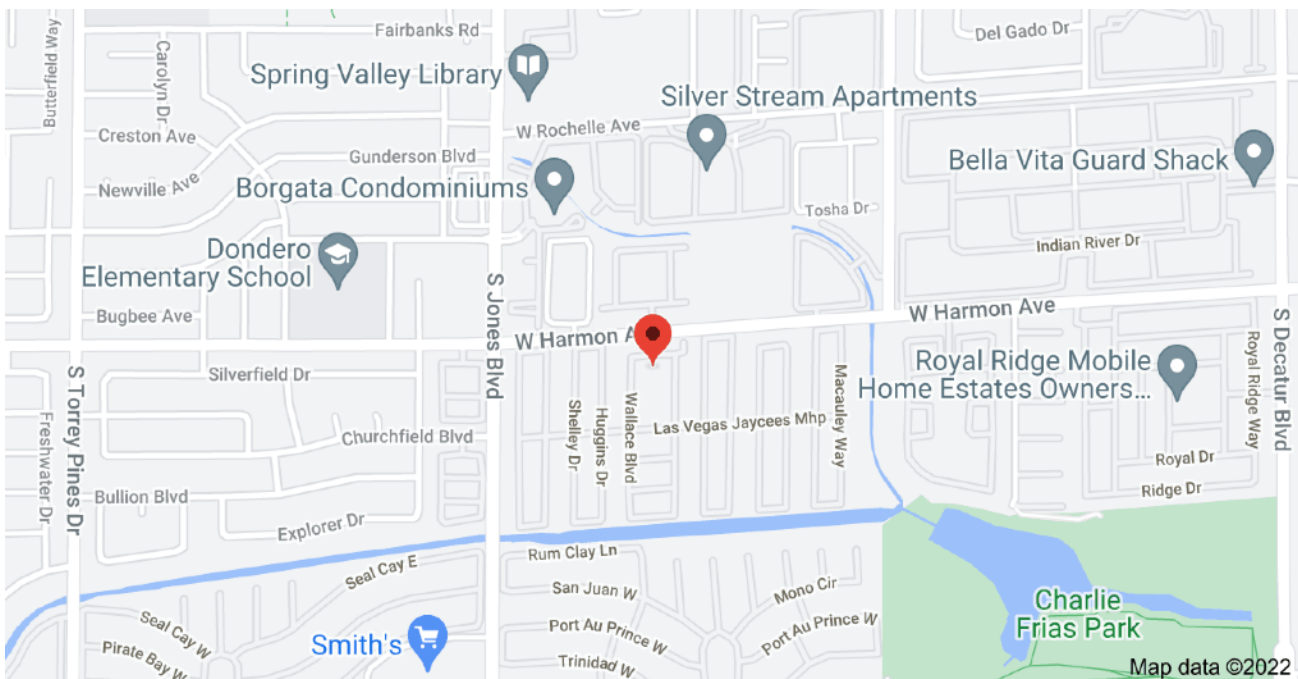 Fairbanks Rd
Del Gado Dr
Butterfield Way
Carolyn Dr
Spring Valley Library
Silver Stream Apartments
Creston Ave
W Rochelle Ave
Gunderson Blvd
Bella Vita Guard Shack
Newville Ave
Borgata Condominiums
Tosha Dr
Dondero
Elementary School
Indian River Dr
Bugbee Ave
S Jones Blvd
W Harmon A
W Harmon Ave
S Decatur Blvd
Silverfield Dr
S Torrey Pines Dr
Royal Ridge Mobile
Home Estates Owners...
Royal Ridge Way
Macauley Way
Freshwater Dr
Shelley Dr
Huggins Dr
Wallace Blvd
Las Vegas Jaycees Mhp
Churchfield Blvd
Royal Dr
Bullion Blvd
Ridge Dr
Explorer Dr
Rum Clay Ln
Seal Cay E
San Juan W
Mono Cir
Charlie
Frias Park
Seal Cay W
Smith's
Port Au Prince W
Port Au Prince W
Pirate Bay W
Trinidad W
Map data ©2022